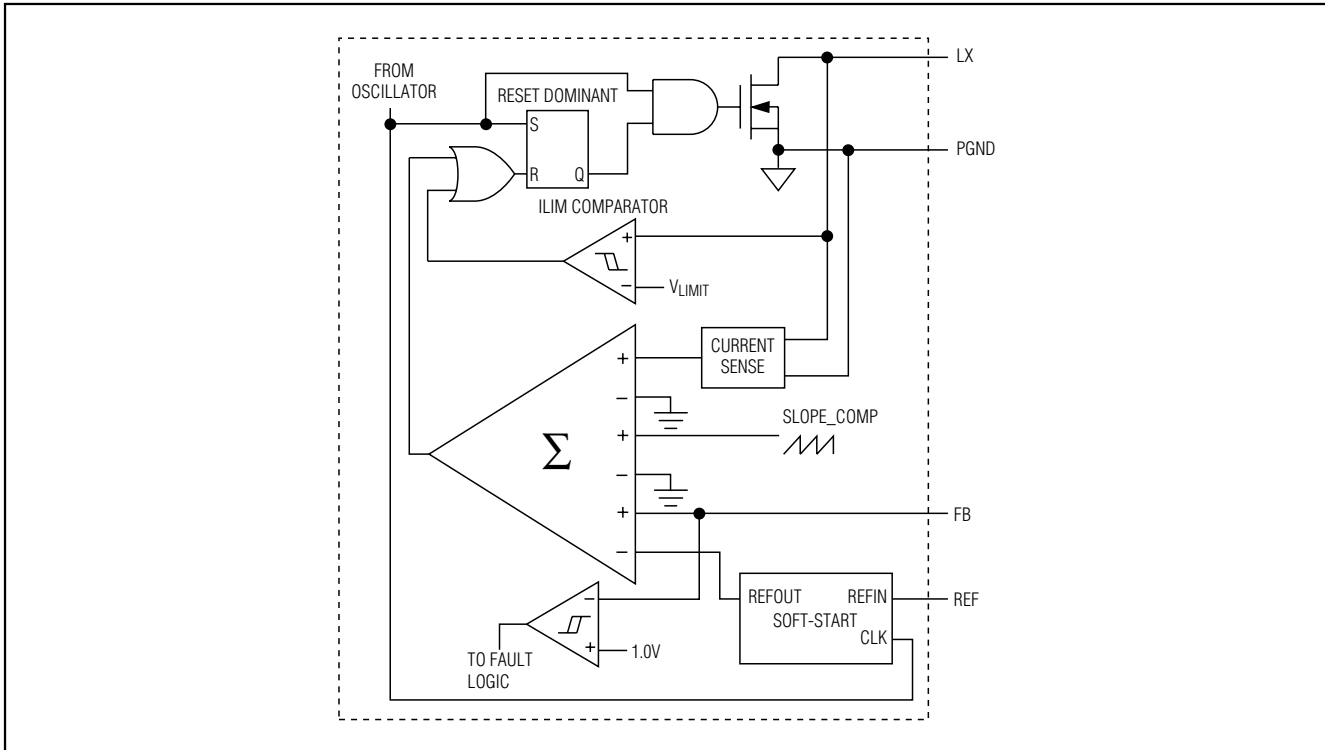 FROM
OSCILLATOR
RESET DOMINANT
S
R
Q
LX
PGND
ILIM COMPARATOR
+
−
VLIMIT
CURRENT
SENSE
+
−
+
−
+
−
Σ
SLOPE_COMP
FB
REFOUT
REFIN
SOFT-START
CLK
REF
−
+
1.0V
TO FAULT
LOGIC